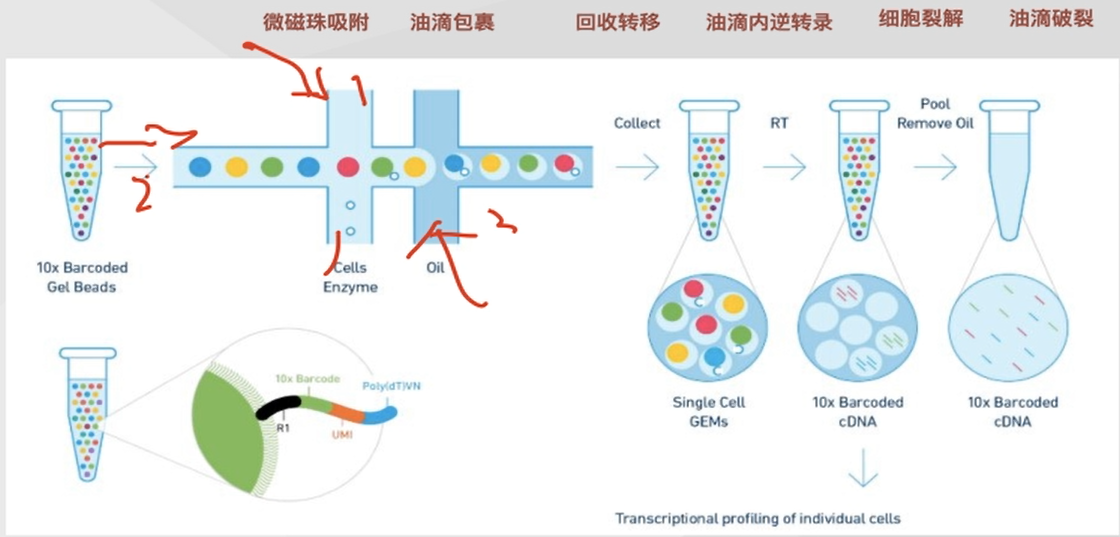 微磁珠吸附 油滴包裹 回收转移 油滴内逆转录 细胞裂解 油滴破裂
1
2
3
Collect
RT
Pool
Remove Oil
10x Barcoded
Gel Beads
Cells
Enzyme
Oil
10x Barcode
Poly(dT)VN
R1
UMI
Single Cell
GEMs
10x Barcoded
cDNA
10x Barcoded
cDNA
Transcriptional profiling of individual cells